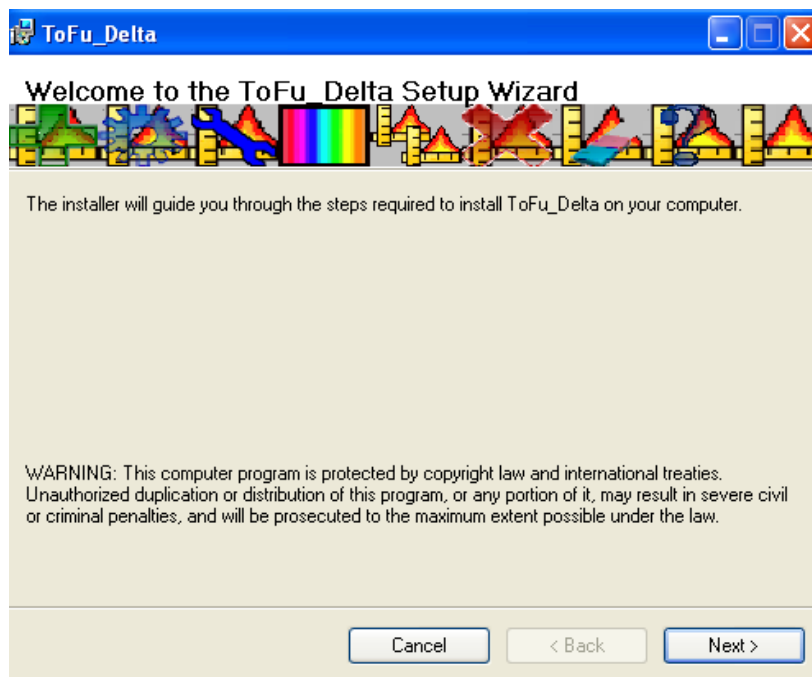 ToFu_Delta
Welcome to the ToFu_Delta Setup Wizard
The installer will guide you through the steps required to install ToFu_Delta on your computer.
WARNING: This computer program is protected by copyright law and international treaties.
Unauthorized duplication or distribution of this program, or any portion of it, may result in severe civil
or criminal penalties, and will be prosecuted to the maximum extent possible under the law.
Cancel
< Back
Next >